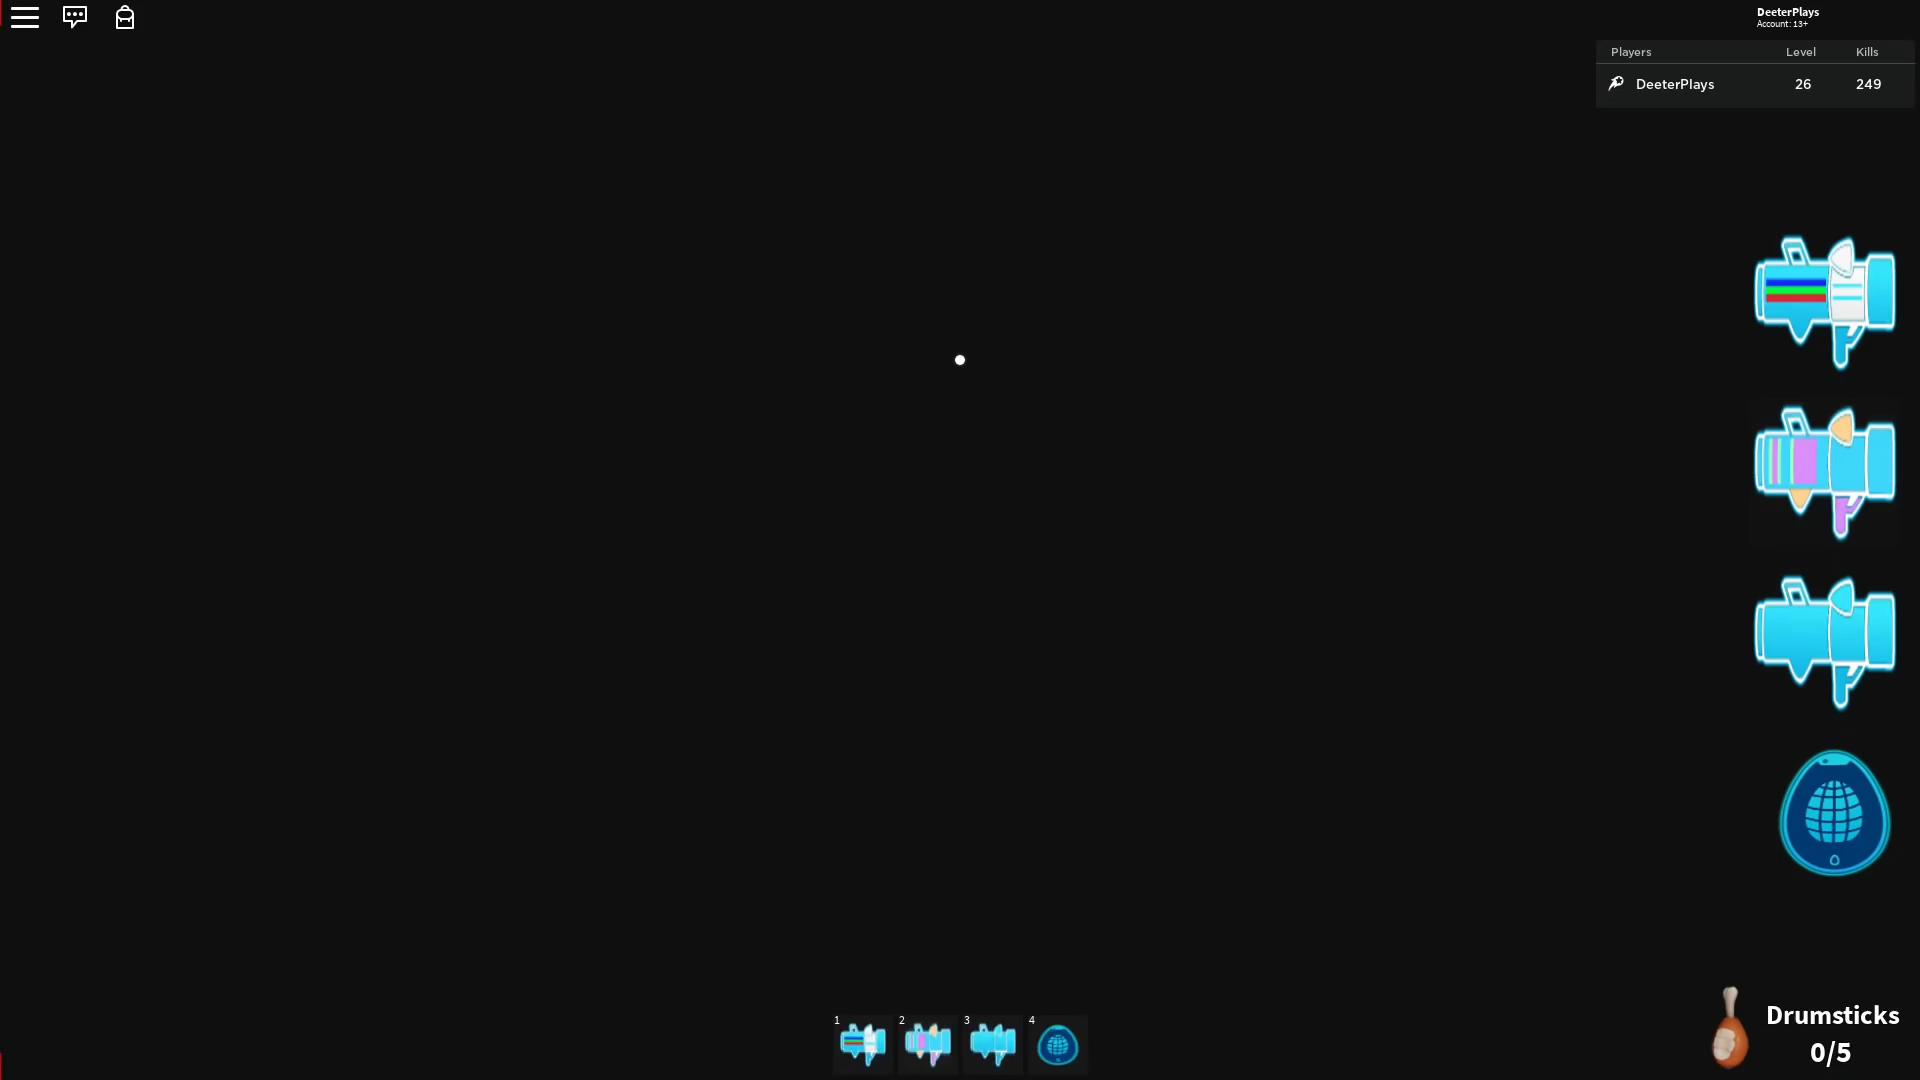 DeeterPlays
Account: 13+
Players Level Kills
DeeterPlays 26 249
1 2 3 4
Drumsticks
0/5